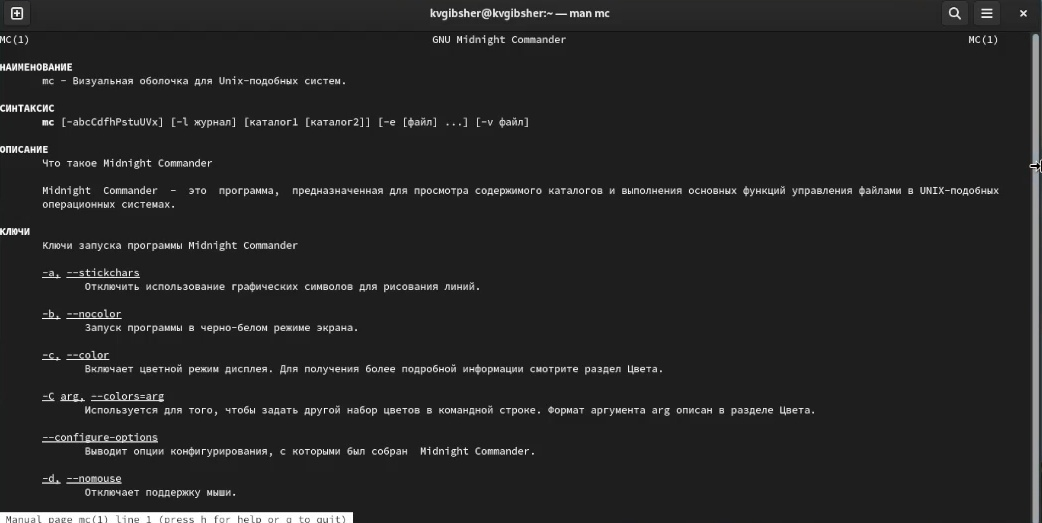 kvgibsher@kvgibsher:~ — man mc
MC(1) GNU Midnight Commander MC(1)
НАИМЕНОВАНИЕ
mc - Визуальная оболочка для Unix-подобных систем.
СИНТАКСИС
mc [-abcCdfhPstuUVx] [-l журнал] [каталог1 [каталог2]] [-e [файл] ...] [-v файл]
ОПИСАНИЕ
Что такое Midnight Commander
Midnight Commander - это программа, предназначенная для просмотра содержимого каталогов и выполнения основных функций управления файлами в UNIX-подобных
операционных системах.
КЛЮЧИ
Ключи запуска программы Midnight Commander
-a, --stickchars
Отключить использование графических символов для рисования линий.
-b, --nocolor
Запуск программы в черно-белом режиме экрана.
-c, --color
Включает цветной режим дисплея. Для получения более подробной информации смотрите раздел Цвета.
-C arg, --colors=arg
Используется для того, чтобы задать другой набор цветов в командной строке. Формат аргумента arg описан в разделе Цвета.
--configure-options
Выводит опции конфигурирования, с которыми был собран Midnight Commander.
-d, --nomouse
Отключает поддержку мыши.
Manual page mc(1) line 1 (press h for help or q to quit)